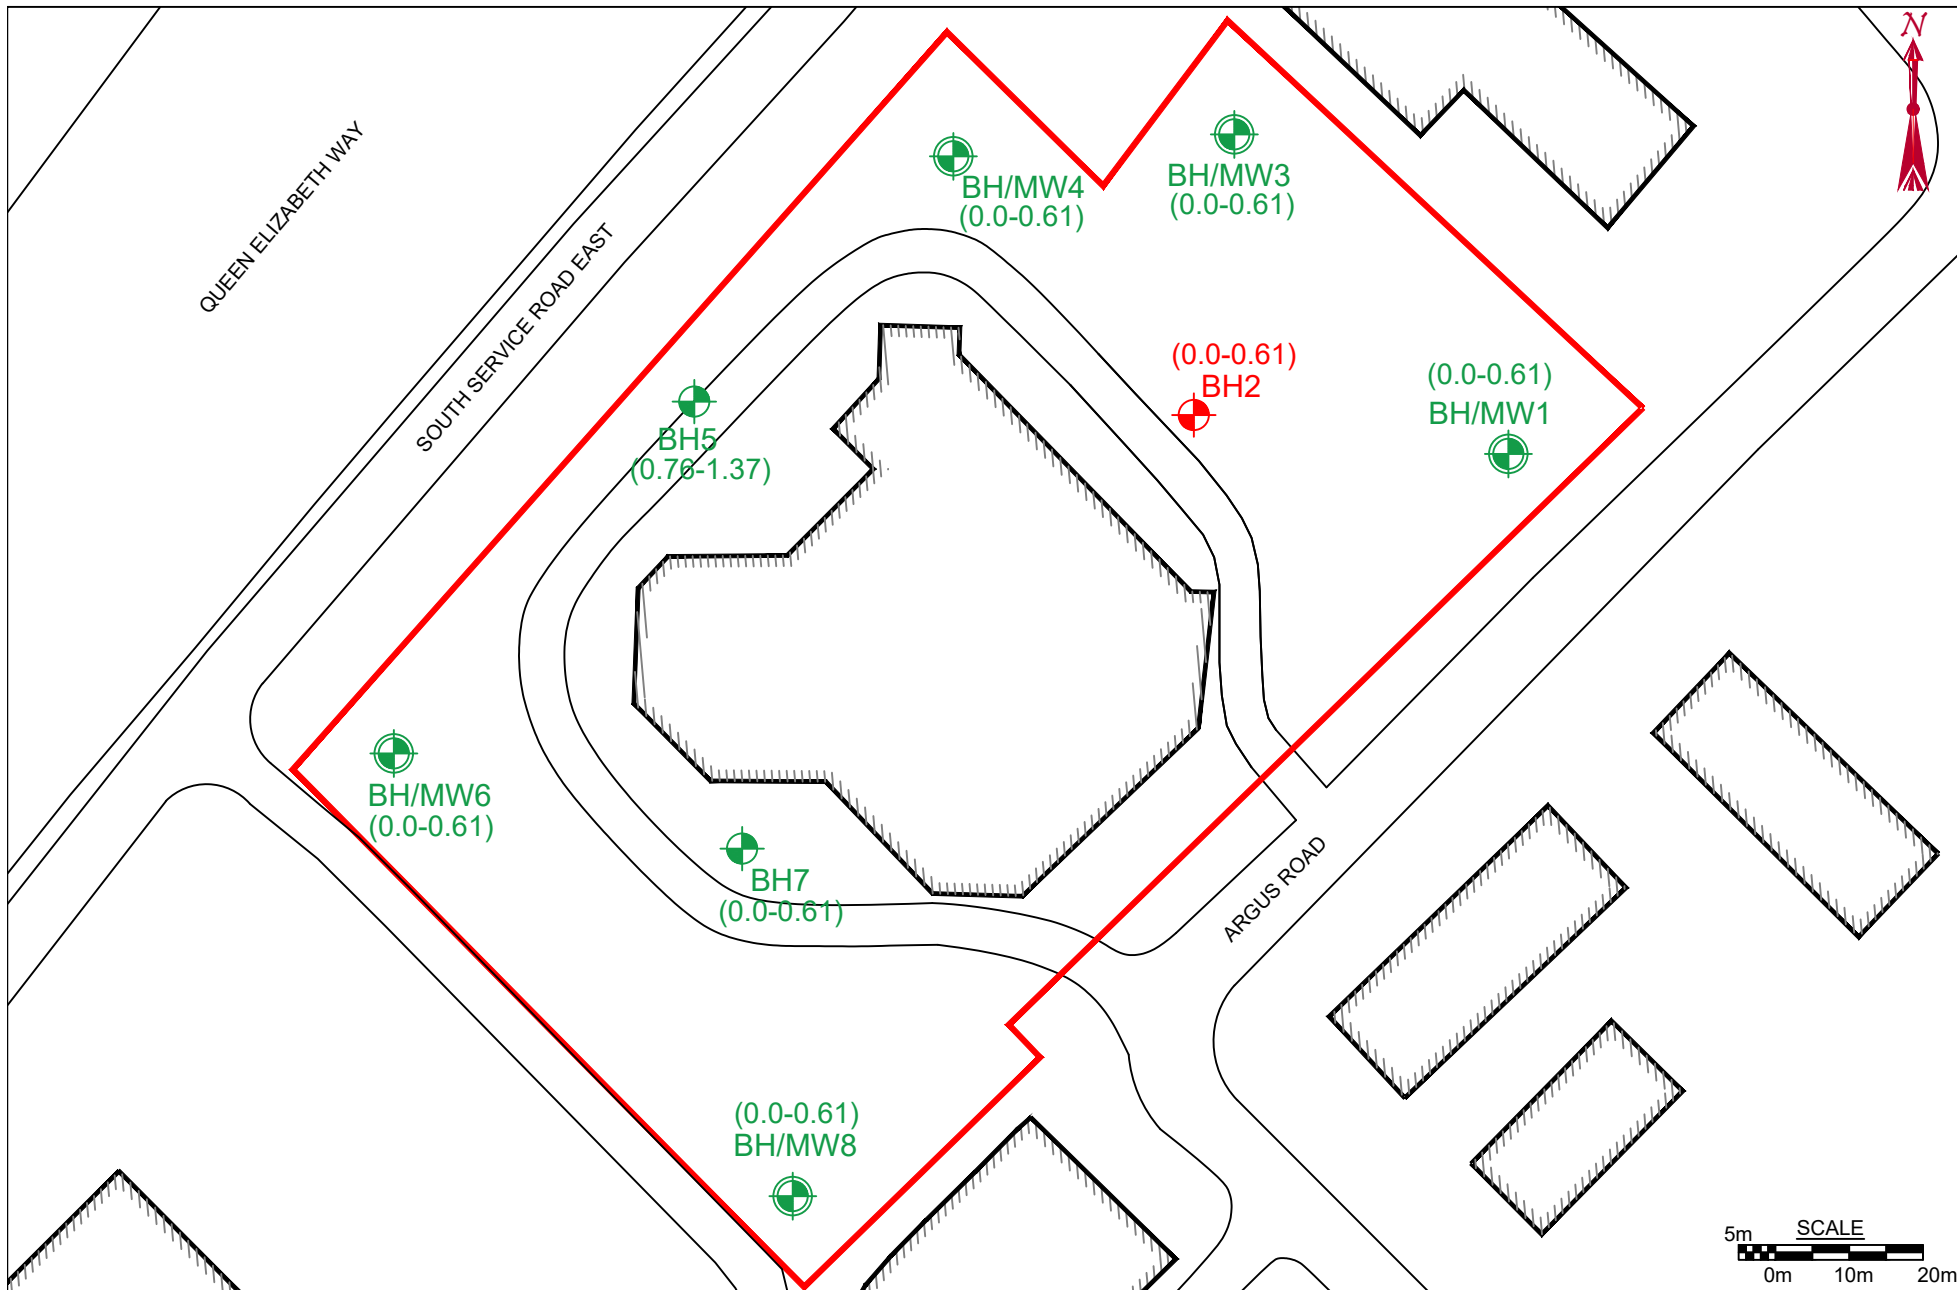 N
QUEEN ELIZABETH WAY
SOUTH SERVICE ROAD EAST
BH/MW4
(0.0-0.61)
BH/MW3
(0.0-0.61)
(0.0-0.61)
BH2
(0.0-0.61)
BH/MW1
BH5
(0.76-1.37)
BH/MW6
(0.0-0.61)
BH7
(0.0-0.61)
ARGUS ROAD
(0.0-0.61)
BH/MW8
5m SCALE
0m 10m 20m